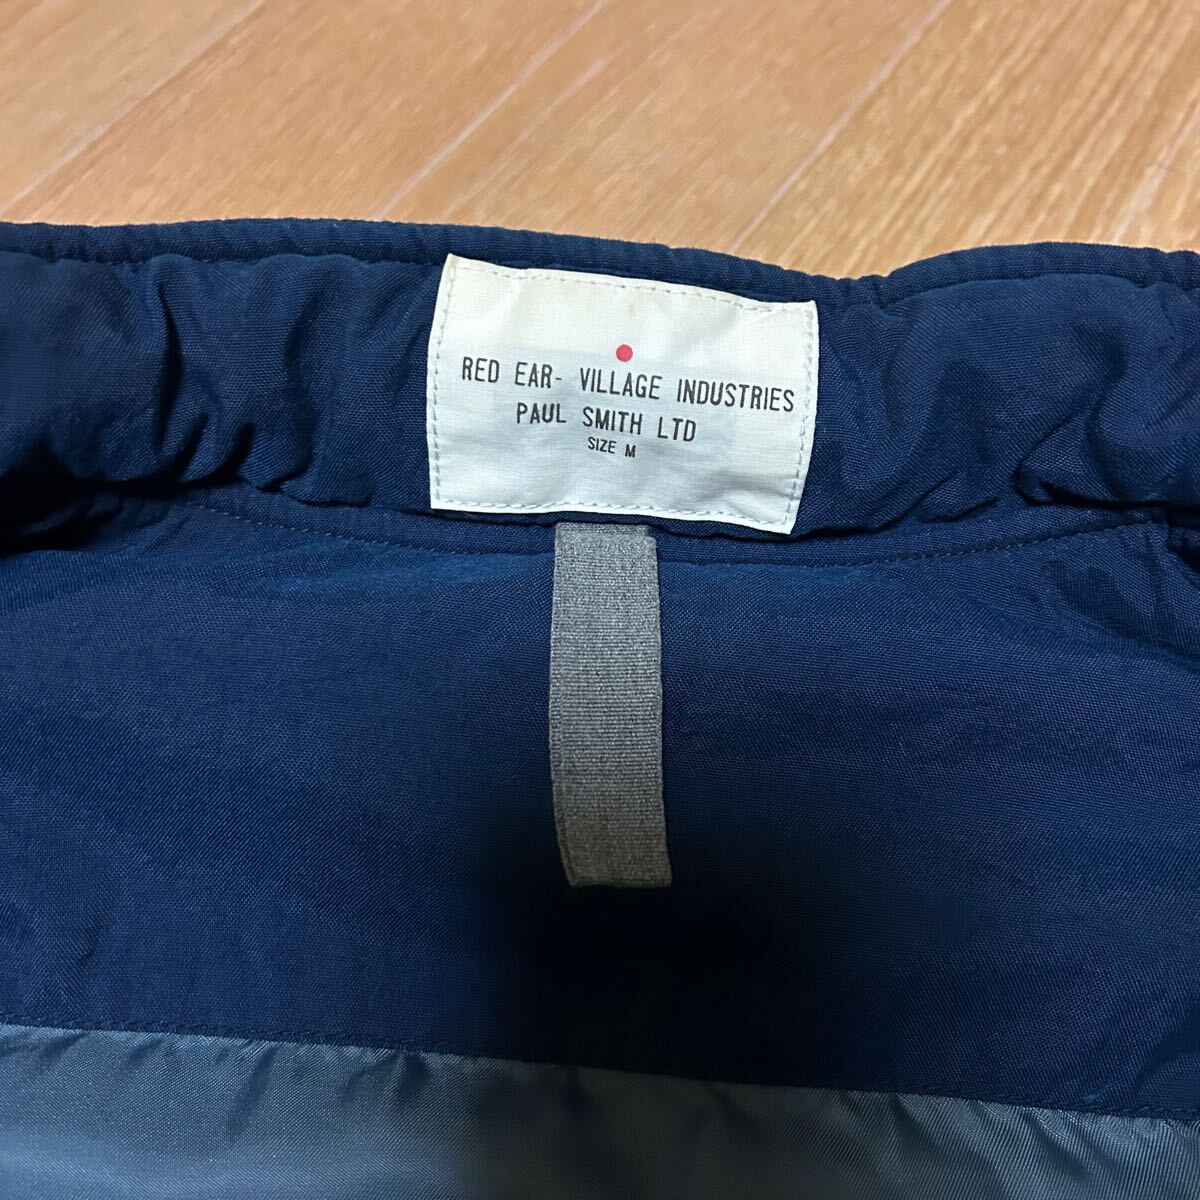 RED EAR- VILLAGE INDUSTRIES
PAUL SMITH LTD
SIZE M